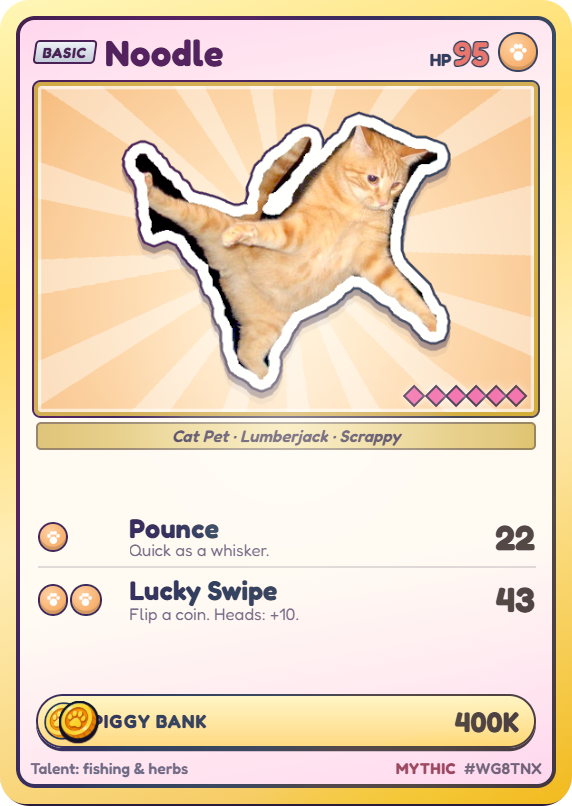 BASIC Noodle HP 95
Cat Pet · Lumberjack · Scrappy
Pounce 22
Quick as a whisker.
Lucky Swipe 43
Flip a coin. Heads: +10.
PIGGY BANK 400K
Talent: fishing & herbs MYTHIC #WG8TNX